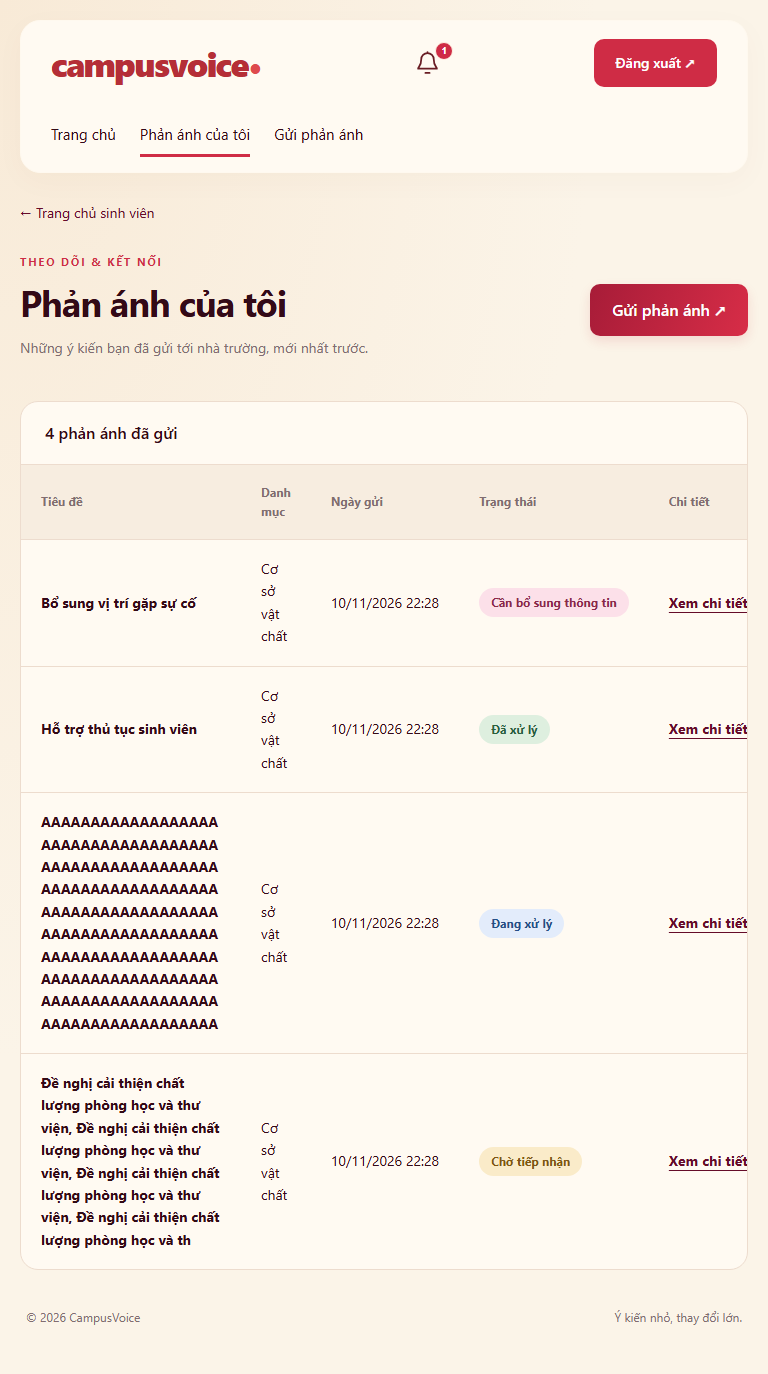 campusvoice
1
Đăng xuất ↗
Trang chủ
Phản ánh của tôi
Gửi phản ánh
← Trang chủ sinh viên
THEO DÕI & KẾT NỐI
Phản ánh của tôi
Gửi phản ánh ↗
Những ý kiến bạn đã gửi tới nhà trường, mới nhất trước.
4 phản ánh đã gửi
Tiêu đề
Danh
mục
Ngày gửi
Trạng thái
Chi tiết
Bổ sung vị trí gặp sự cố
Cơ
sở
vật
chất
10/11/2026 22:28
Cần bổ sung thông tin
Xem chi tiết
Hỗ trợ thủ tục sinh viên
Cơ
sở
vật
chất
10/11/2026 22:28
Đã xử lý
Xem chi tiết
AAAAAAAAAAAAAAAAAA
AAAAAAAAAAAAAAAAAA
AAAAAAAAAAAAAAAAAA
AAAAAAAAAAAAAAAAAA
AAAAAAAAAAAAAAAAAA
AAAAAAAAAAAAAAAAAA
AAAAAAAAAAAAAAAAAA
AAAAAAAAAAAAAAAAAA
AAAAAAAAAAAAAAAAAA
AAAAAAAAAAAAAAAAAA
Cơ
sở
vật
chất
10/11/2026 22:28
Đang xử lý
Xem chi tiết
Đề nghị cải thiện chất
lượng phòng học và thư
viện, Đề nghị cải thiện chất
lượng phòng học và thư
viện, Đề nghị cải thiện chất
lượng phòng học và thư
viện, Đề nghị cải thiện chất
lượng phòng học và th
Cơ
sở
vật
chất
10/11/2026 22:28
Chờ tiếp nhận
Xem chi tiết
© 2026 CampusVoice
Ý kiến nhỏ, thay đổi lớn.